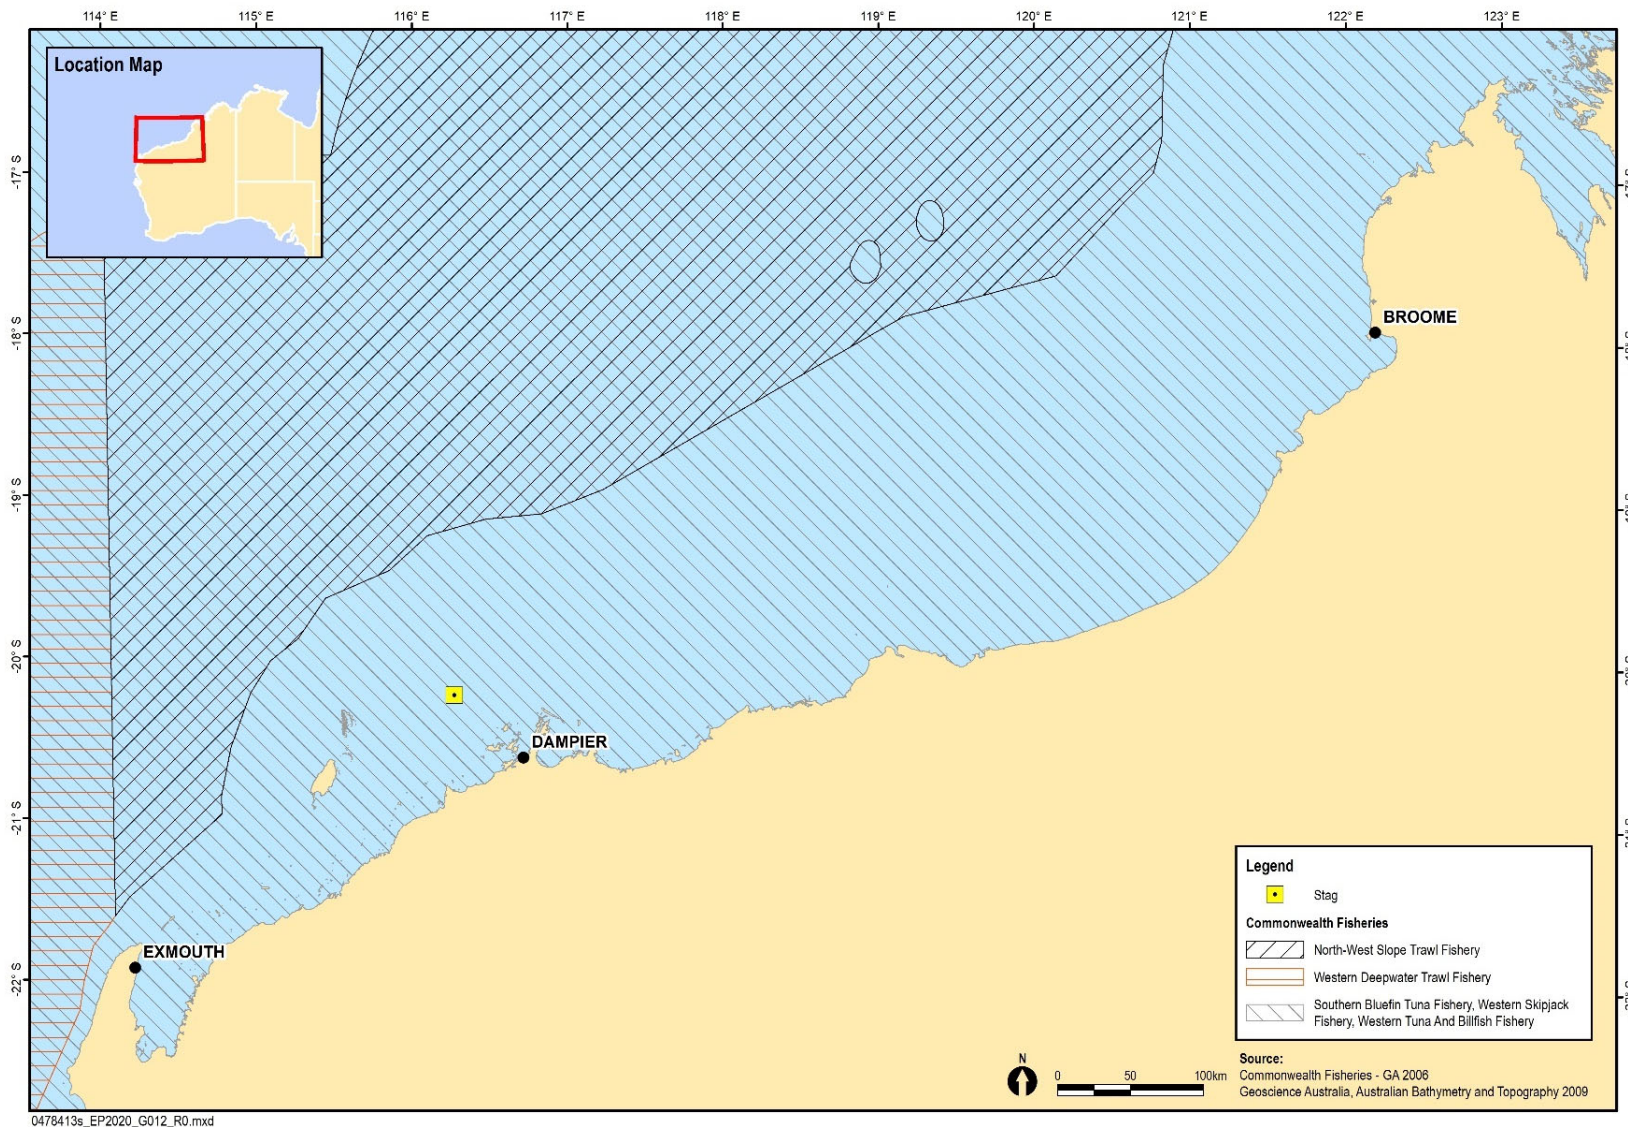 114° E 115° E 116° E 117° E 118° E 119° E 120° E 121° E 122° E 123° E
Location Map
-17° S
-18° S
-19° S
-20° S
-21° S
-22° S
BROOME
DAMPIER
EXMOUTH
Legend
Stag
Commonwealth Fisheries
North-West Slope Trawl Fishery
Western Deepwater Trawl Fishery
Southern Bluefin Tuna Fishery, Western Skipjack
Fishery, Western Tuna And Billfish Fishery
N
0 50 100km
Source:
Commonwealth Fisheries - GA 2006
Geoscience Australia, Australian Bathymetry and Topography 2009
0478413s_EP2020_G012_R0.mxd